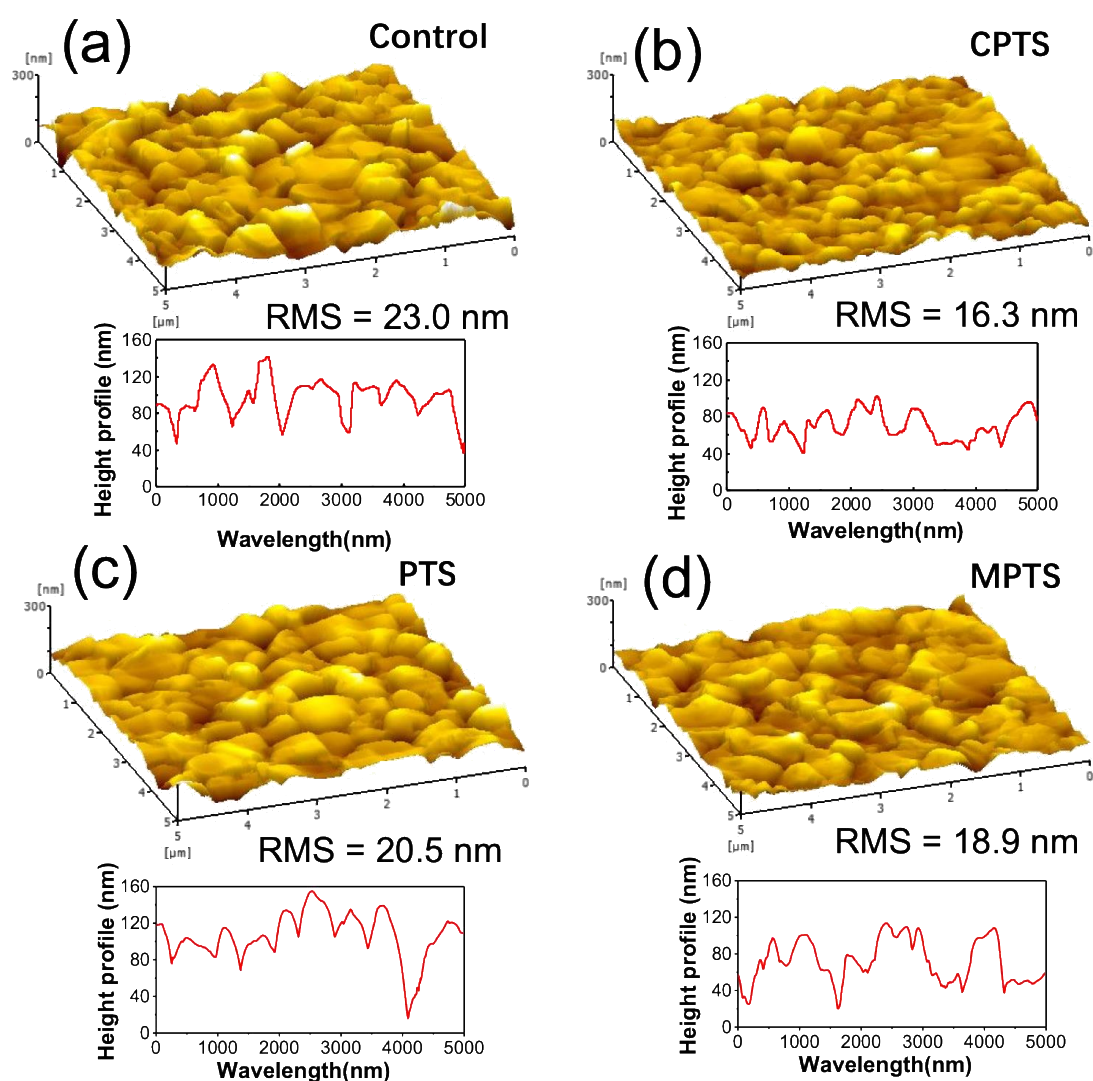 (a)
Control
[nm]
300
0
1
2
3
4
5
5
4
3
2
1
0
[µm]
RMS = 23.0 nm
Height profile (nm)
160
120
80
40
0
0 1000 2000 3000 4000 5000
Wavelength(nm)
(b)
CPTS
[nm]
300
0
1
2
3
4
5
5
4
3
2
1
0
[µm]
RMS = 16.3 nm
Height profile (nm)
160
120
80
40
0
0 1000 2000 3000 4000 5000
Wavelength(nm)
(c)
PTS
[nm]
300
0
1
2
3
4
5
5
4
3
2
1
0
[µm]
RMS = 20.5 nm
Height profile (nm)
160
120
80
40
0
0 1000 2000 3000 4000 5000
Wavelength(nm)
(d)
MPTS
[nm]
300
0
1
2
3
4
5
5
4
3
2
1
0
[µm]
RMS = 18.9 nm
Height profile (nm)
160
120
80
40
0
0 1000 2000 3000 4000 5000
Wavelength(nm)